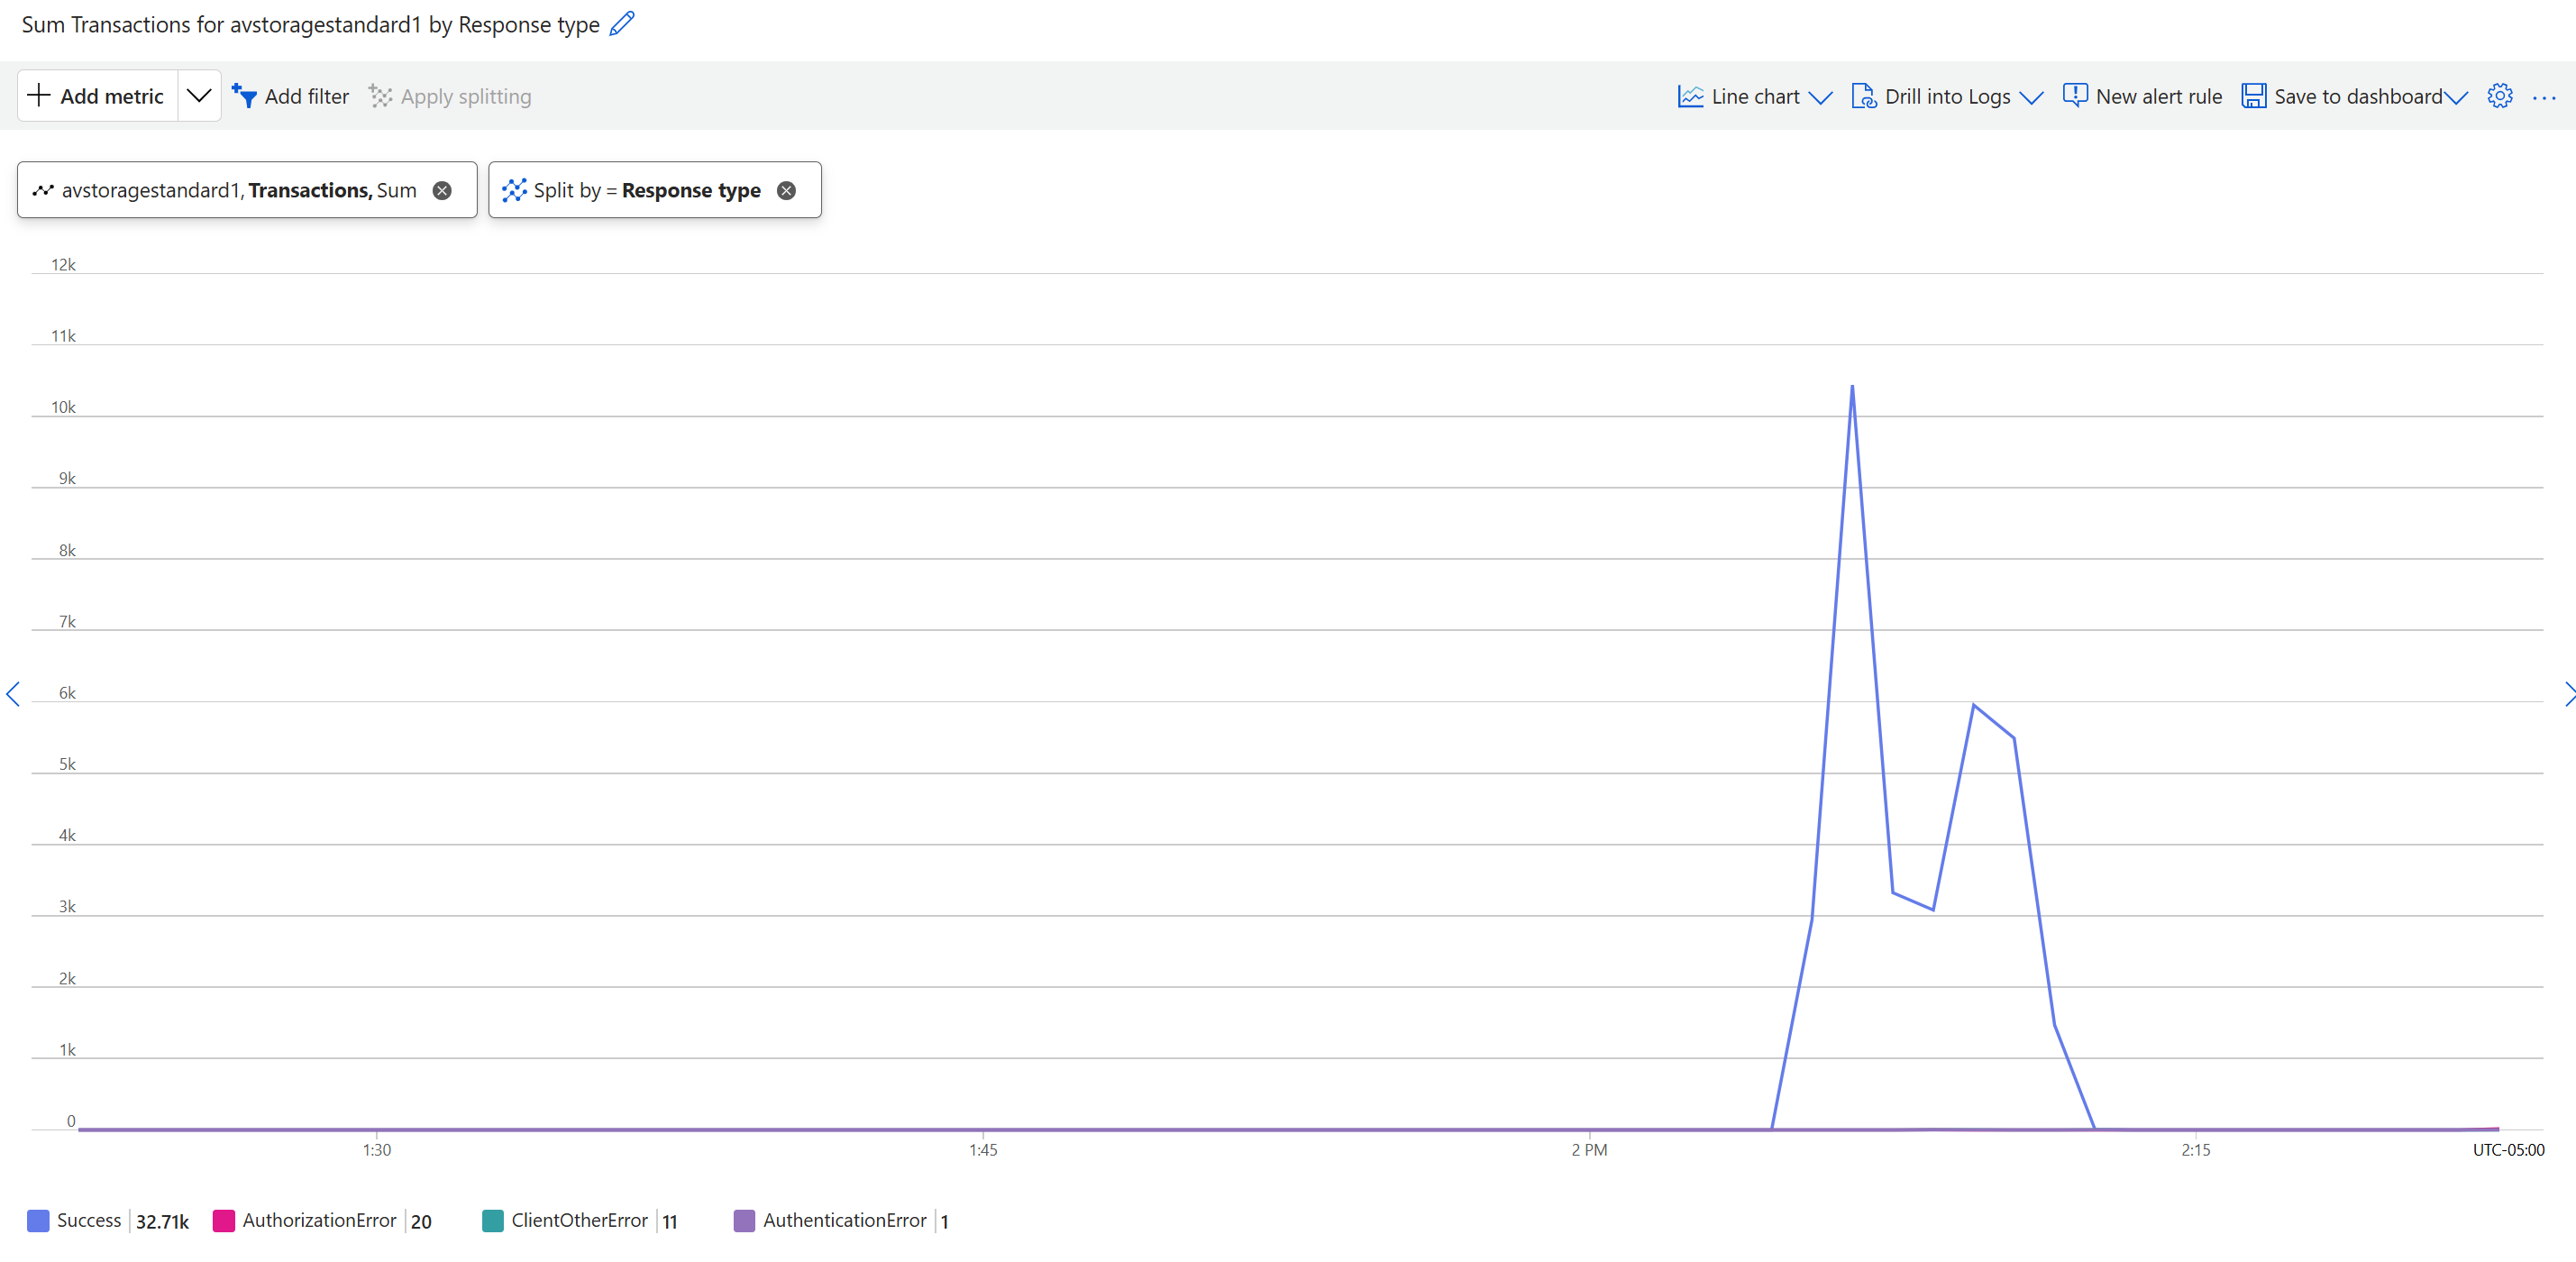 Sum Transactions for avstoragestandard1 by Response type
Add metric Add filter Apply splitting Line chart Drill into Logs New alert rule Save to dashboard ...
avstoragestandard1, Transactions, Sum Split by = Response type
12k
11k
10k
9k
8k
7k
6k
5k
4k
3k
2k
1k
0
1:30 1:45 2 PM 2:15 UTC-05:00
Success 32.71k AuthorizationError 20 ClientOtherError 11 AuthenticationError 1